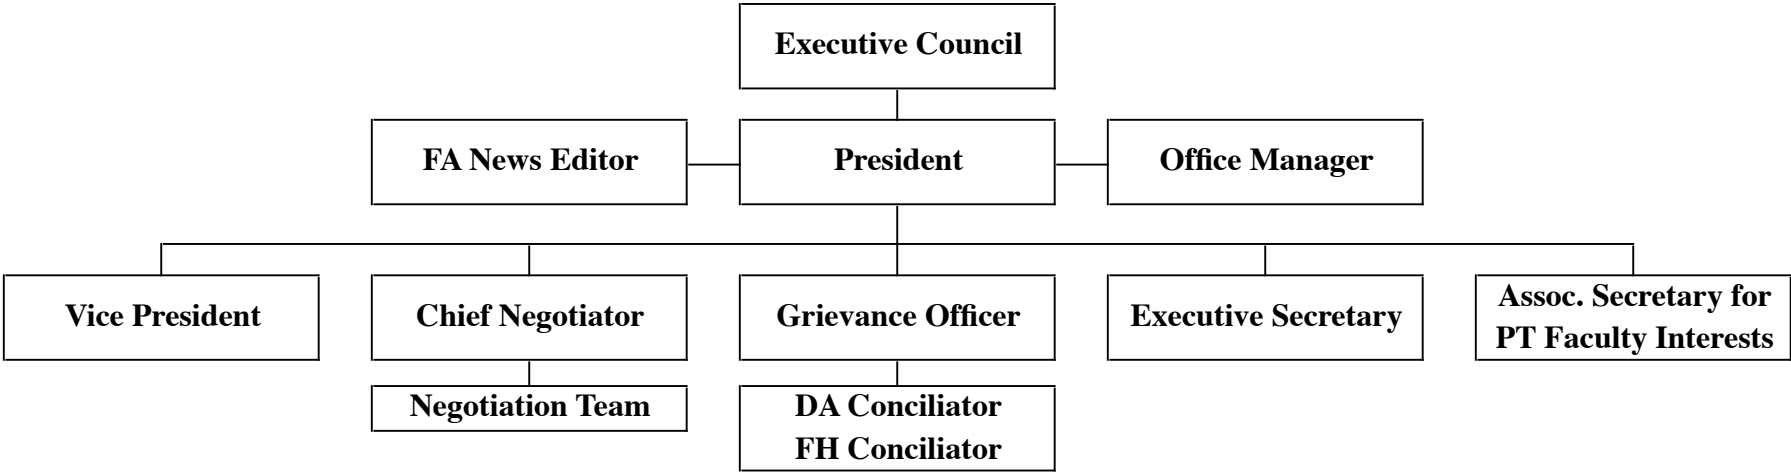 Executive Council
FA News Editor
President
Office Manager
Vice President
Chief Negotiator
Grievance Officer
Executive Secretary
Assoc. Secretary for
PT Faculty Interests
Negotiation Team
DA Conciliator
FH Conciliator